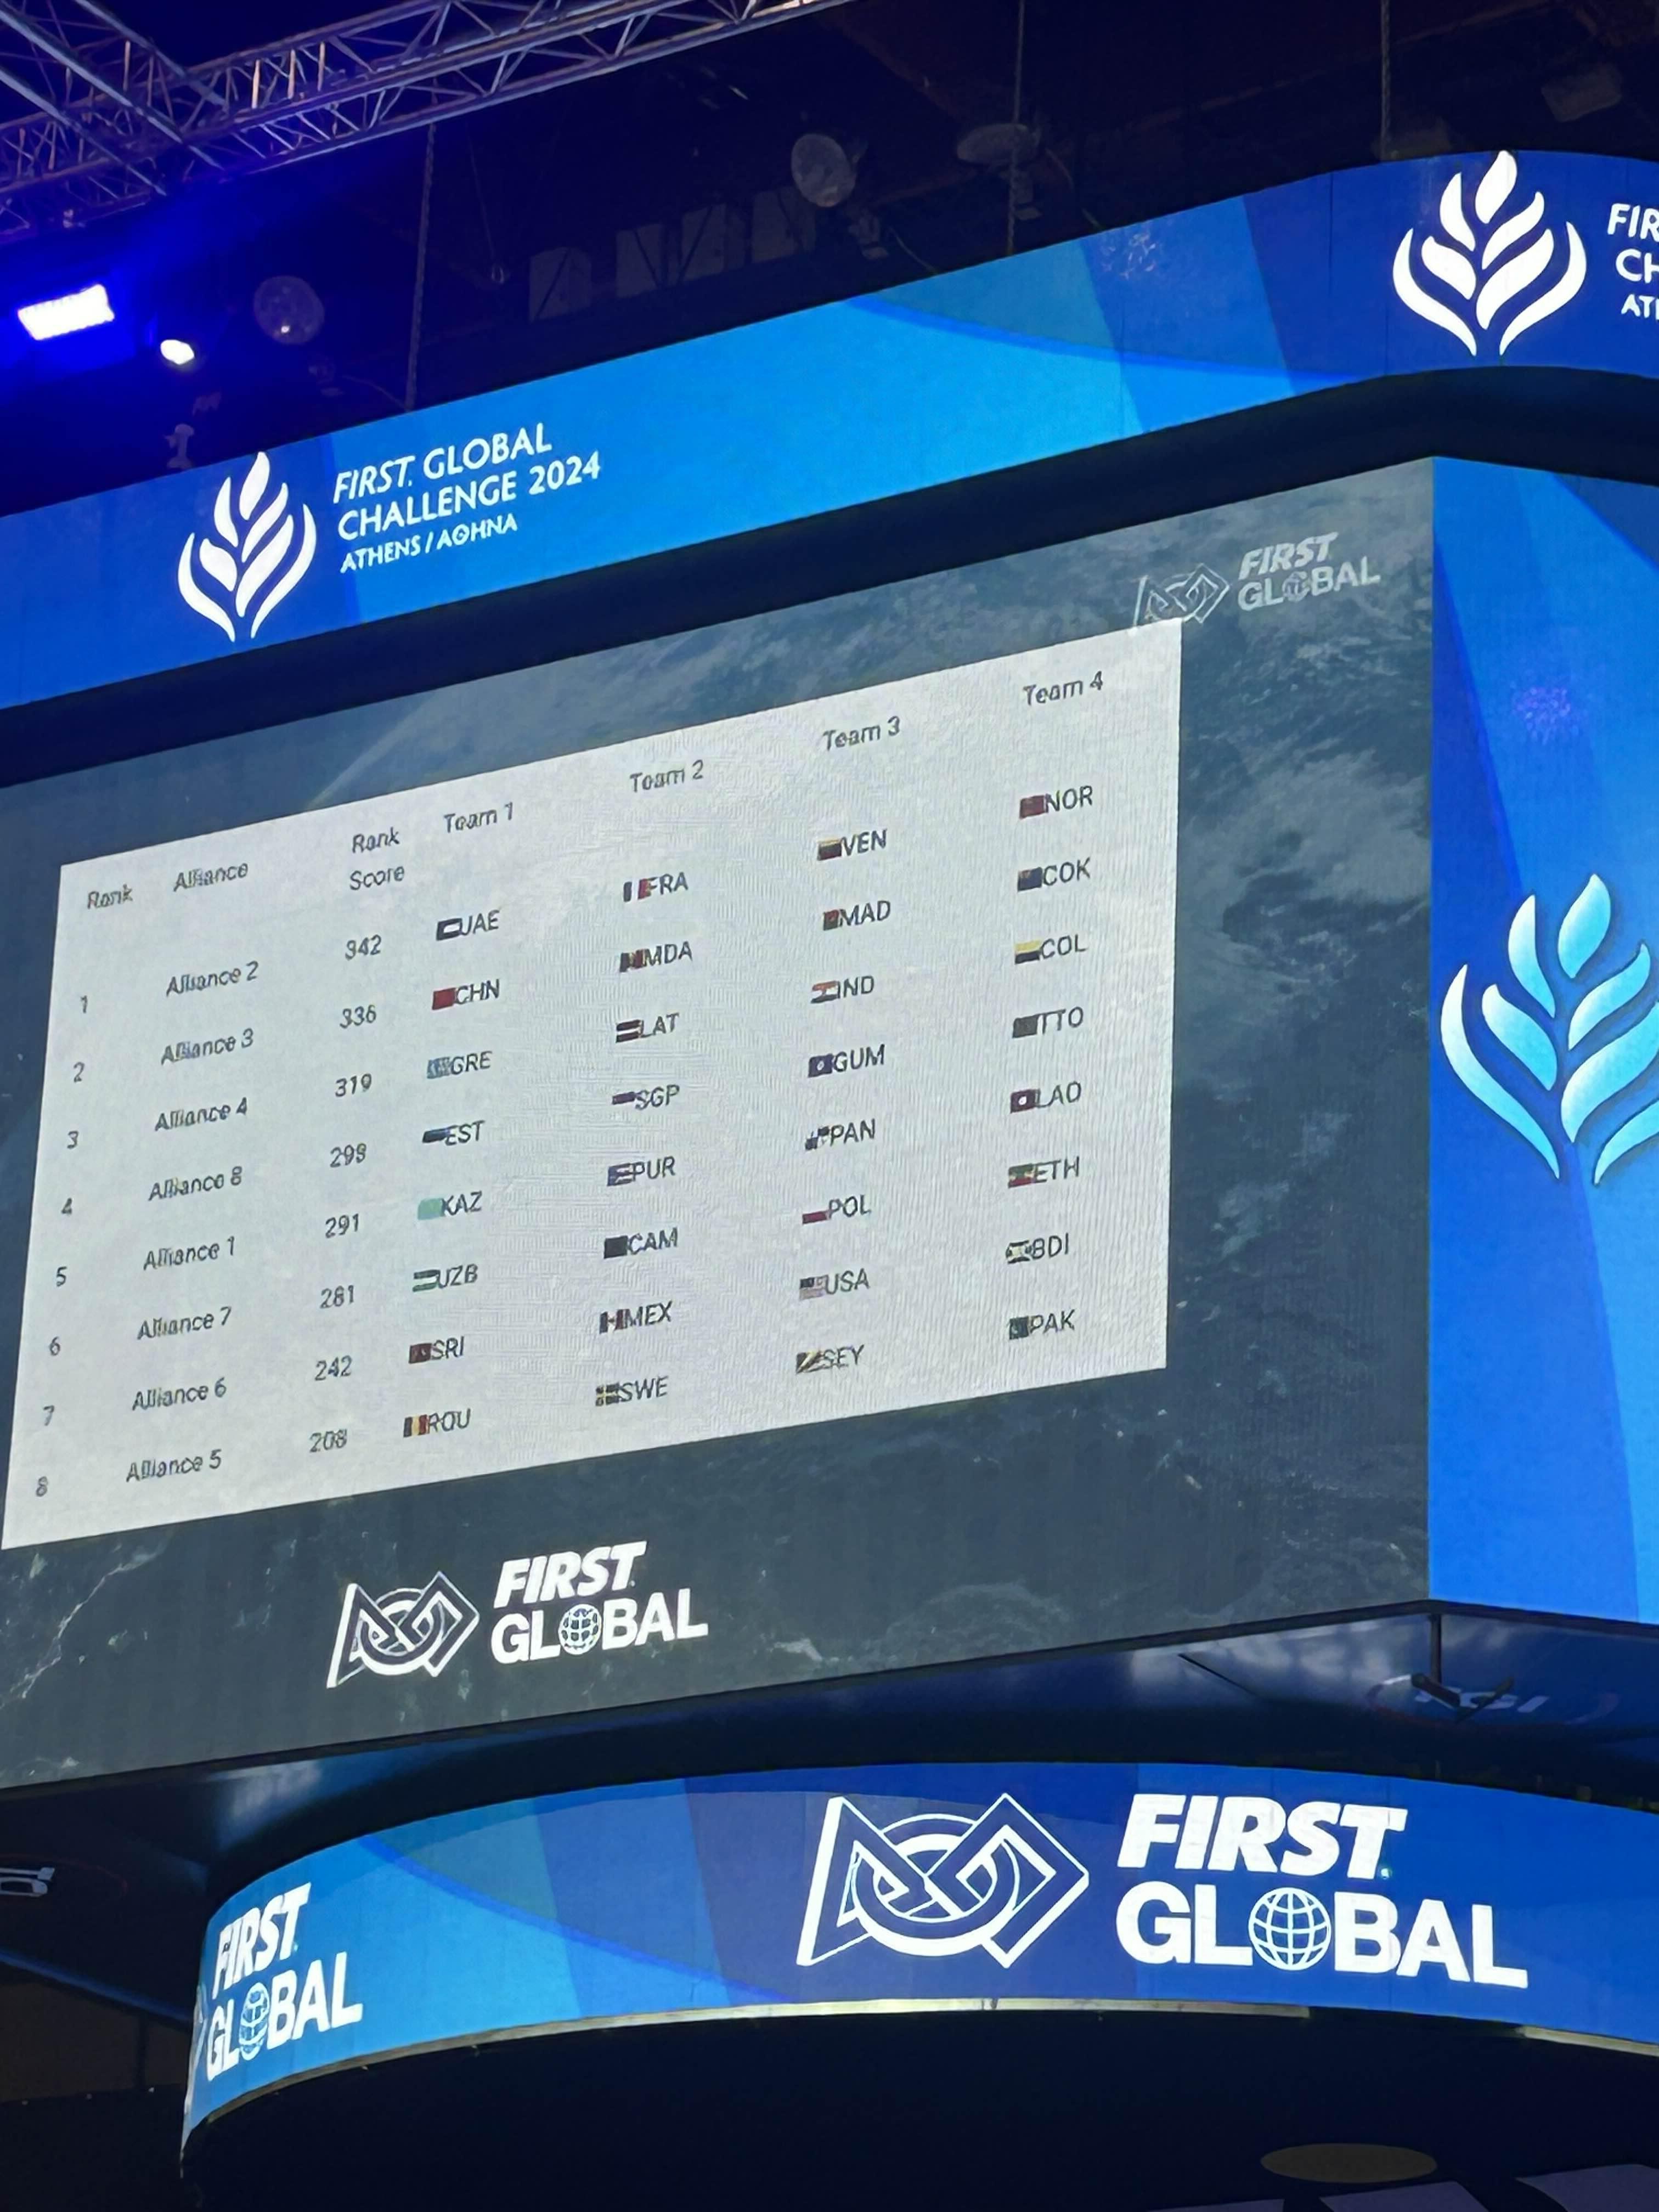 FIRST GLOBAL
CHALLENGE 2024
ATHENS / ΑΘΗΝΑ
FIRST
GLOBAL
Rank Alliance Rank Score Team 1 Team 2 Team 3 Team 4
1 Alliance 2 342 UAE FRA VEN NOR
2 Alliance 3 336 CHN MDA MAD COK
3 Alliance 4 319 GRE LAT IND COL
4 Alliance 8 298 EST SGP GUM TTO
5 Alliance 1 291 KAZ PUR PAN LAO
6 Alliance 7 281 UZB CAM POL ETH
7 Alliance 6 242 SRI MEX USA BDI
8 Alliance 5 208 ROU SWE SEY PAK
FIRST
GLOBAL
FIRST
GLOBAL
FIRST
GLOBAL